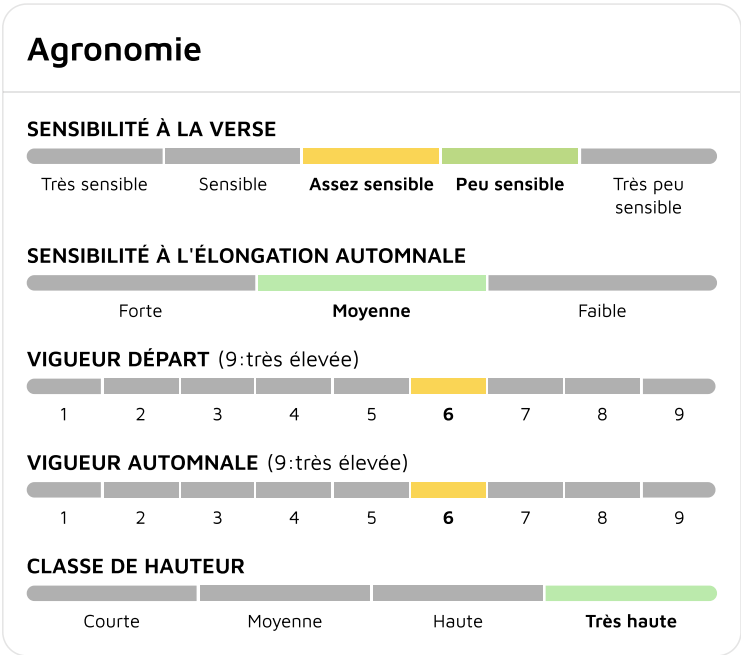 Agronomie
SENSIBILITÉ À LA VERSE
Très sensible Sensible Assez sensible Peu sensible Très peu
sensible
SENSIBILITÉ À L'ÉLONGATION AUTOMNALE
Forte Moyenne Faible
VIGUEUR DÉPART (9:très élevée)
1 2 3 4 5 6 7 8 9
VIGUEUR AUTOMNALE (9:très élevée)
1 2 3 4 5 6 7 8 9
CLASSE DE HAUTEUR
Courte Moyenne Haute Très haute